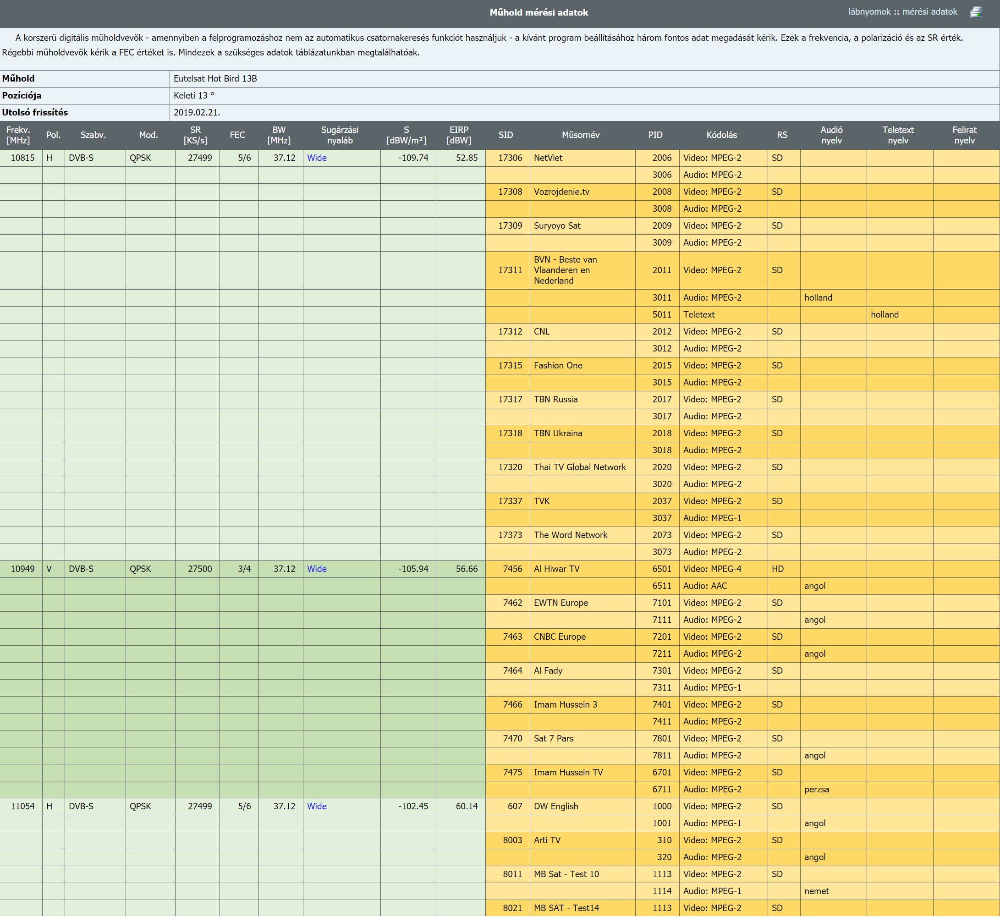 Műhold mérési adatok
lábnyomok :: mérési adatok
A korszerű digitális műholdvevők - amennyiben a felprogramozáshoz nem az automatikus csatornakeresés funkciót használjuk - a kívánt program beállításához három fontos adat megadását kérik. Ezek a frekvencia, a polarizáció és az SR érték.
Régebbi műholdvevők kérik a FEC értéket is. Mindezek a szükséges adatok táblázatunkban megtalálhatóak.
Műhold Eutelsat Hot Bird 13B
Pozíciója Keleti 13 °
Utolsó frissítés 2019.02.21.
Frekv. [MHz] Pol. Szabv. Mod. SR [KS/s] FEC BW [MHz] Sugárzási nyaláb S [dBW/m²] EIRP [dBW] SID Műsornév PID Kódolás RS Audió nyelv Teletext nyelv Felirat nyelv
10815 H DVB-S QPSK 27499 5/6 37.12 Wide -109.74 52.85 17306 NetViet 2006 Video: MPEG-2 SD
3006 Audio: MPEG-2
17308 Vozrojdenie.tv 2008 Video: MPEG-2 SD
3008 Audio: MPEG-2
17309 Suryoyo Sat 2009 Video: MPEG-2 SD
3009 Audio: MPEG-2
17311 BVN - Beste van Vlaanderen en Nederland 2011 Video: MPEG-2 SD
3011 Audio: MPEG-2 holland
5011 Teletext holland
17312 CNL 2012 Video: MPEG-2 SD
3012 Audio: MPEG-2
17315 Fashion One 2015 Video: MPEG-2 SD
3015 Audio: MPEG-2
17317 TBN Russia 2017 Video: MPEG-2 SD
3017 Audio: MPEG-2
17318 TBN Ukraina 2018 Video: MPEG-2 SD
3018 Audio: MPEG-2
17320 Thai TV Global Network 2020 Video: MPEG-2 SD
3020 Audio: MPEG-2
17337 TVK 2037 Video: MPEG-2 SD
3037 Audio: MPEG-1
17373 The Word Network 2073 Video: MPEG-2 SD
3073 Audio: MPEG-2
10949 V DVB-S QPSK 27500 3/4 37.12 Wide -105.94 56.66 7456 Al Hiwar TV 6501 Video: MPEG-4 HD
6511 Audio: AAC angol
7462 EWTN Europe 7101 Video: MPEG-2 SD
7111 Audio: MPEG-2 angol
7463 CNBC Europe 7201 Video: MPEG-2 SD
7211 Audio: MPEG-2 angol
7464 Al Fady 7301 Video: MPEG-2 SD
7311 Audio: MPEG-1
7466 Imam Hussein 3 7401 Video: MPEG-2 SD
7411 Audio: MPEG-2
7470 Sat 7 Pars 7801 Video: MPEG-2 SD
7811 Audio: MPEG-2 angol
7475 Imam Hussein TV 6701 Video: MPEG-2 SD
6711 Audio: MPEG-2 perzsa
11054 H DVB-S QPSK 27499 5/6 37.12 Wide -102.45 60.14 607 DW English 1000 Video: MPEG-2 SD
1001 Audio: MPEG-1 angol
8003 Arti TV 310 Video: MPEG-2 SD
320 Audio: MPEG-2 angol
8011 MB Sat - Test 10 1113 Video: MPEG-2 SD
1114 Audio: MPEG-1 nemet
8021 MB SAT - Test14 1113 Video: MPEG-2 SD